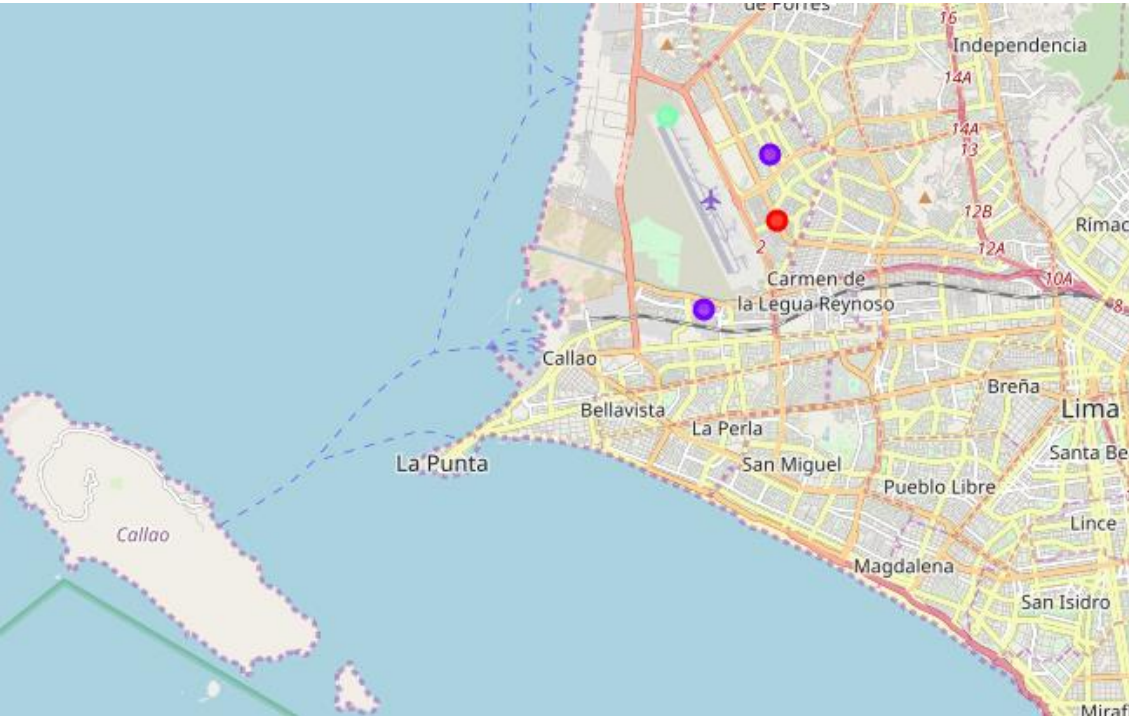 de Porres
16
Independencia
14A
14A
13
12B
Rímac
2
12A
Carmen de
la Legua Reynoso
10A
8
Callao
Breña
Bellavista
Lima
La Perla
Santa Be
La Punta
San Miguel
Pueblo Libre
Callao
Lince
Magdalena
San Isidro
Miraf